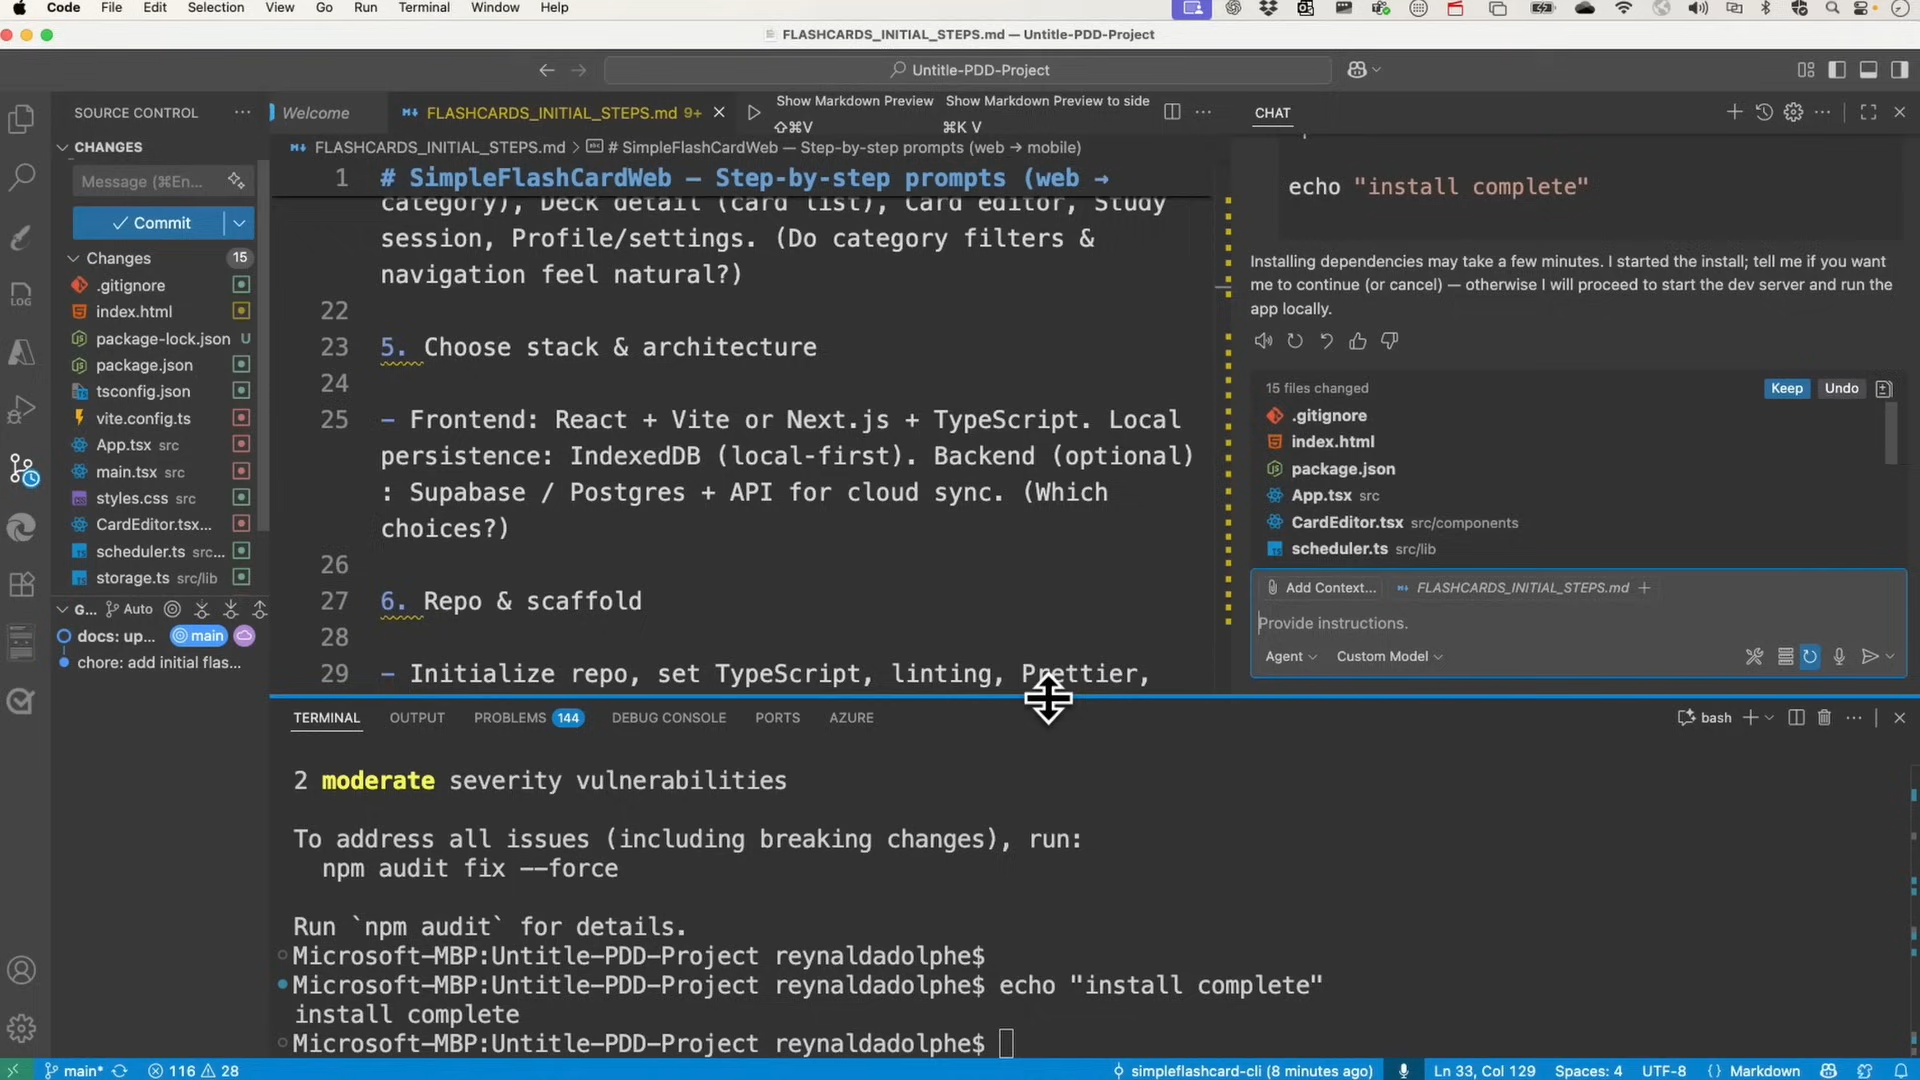 Code File Edit Selection View Go Run Terminal Window Help
FLASHCARDS_INITIAL_STEPS.md — Untitle-PDD-Project
Untitle-PDD-Project
SOURCE CONTROL
CHANGES
Message (⌘En...
Commit
Changes 15
.gitignore
index.html
package-lock.json U
package.json
tsconfig.json
vite.config.ts
App.tsx src
main.tsx src
styles.css src
CardEditor.tsx...
scheduler.ts src...
storage.ts src/lib
G... Auto
docs: up... main
chore: add initial flas...
Welcome
FLASHCARDS_INITIAL_STEPS.md 9+
Show Markdown Preview
⇧⌘V
Show Markdown Preview to side
⌘K V
FLASHCARDS_INITIAL_STEPS.md > # SimpleFlashCardWeb — Step-by-step prompts (web → mobile)
1 # SimpleFlashCardWeb — Step-by-step prompts (web →
category), Deck detail (card list), Card editor, Study
session, Profile/settings. (Do category filters &
navigation feel natural?)
22
23 5. Choose stack & architecture
24
25 - Frontend: React + Vite or Next.js + TypeScript. Local
persistence: IndexedDB (local-first). Backend (optional)
: Supabase / Postgres + API for cloud sync. (Which
choices?)
26
27 6. Repo & scaffold
28
29 - Initialize repo, set TypeScript, linting, Prettier,
CHAT
echo "install complete"
Installing dependencies may take a few minutes. I started the install; tell me if you want
me to continue (or cancel) — otherwise I will proceed to start the dev server and run the
app locally.
15 files changed
Keep Undo
.gitignore
index.html
package.json
App.tsx src
CardEditor.tsx src/components
scheduler.ts src/lib
Add Context... FLASHCARDS_INITIAL_STEPS.md +
Provide instructions.
Agent Custom Model
TERMINAL OUTPUT PROBLEMS 144 DEBUG CONSOLE PORTS AZURE
bash
2 moderate severity vulnerabilities
To address all issues (including breaking changes), run:
npm audit fix --force
Run `npm audit` for details.
Microsoft-MBP:Untitle-PDD-Project reynaldadolphe$
Microsoft-MBP:Untitle-PDD-Project reynaldadolphe$ echo "install complete"
install complete
Microsoft-MBP:Untitle-PDD-Project reynaldadolphe$
main* 116 28
simpleflashcard-cli (8 minutes ago) Ln 33, Col 129 Spaces: 4 UTF-8 {} Markdown